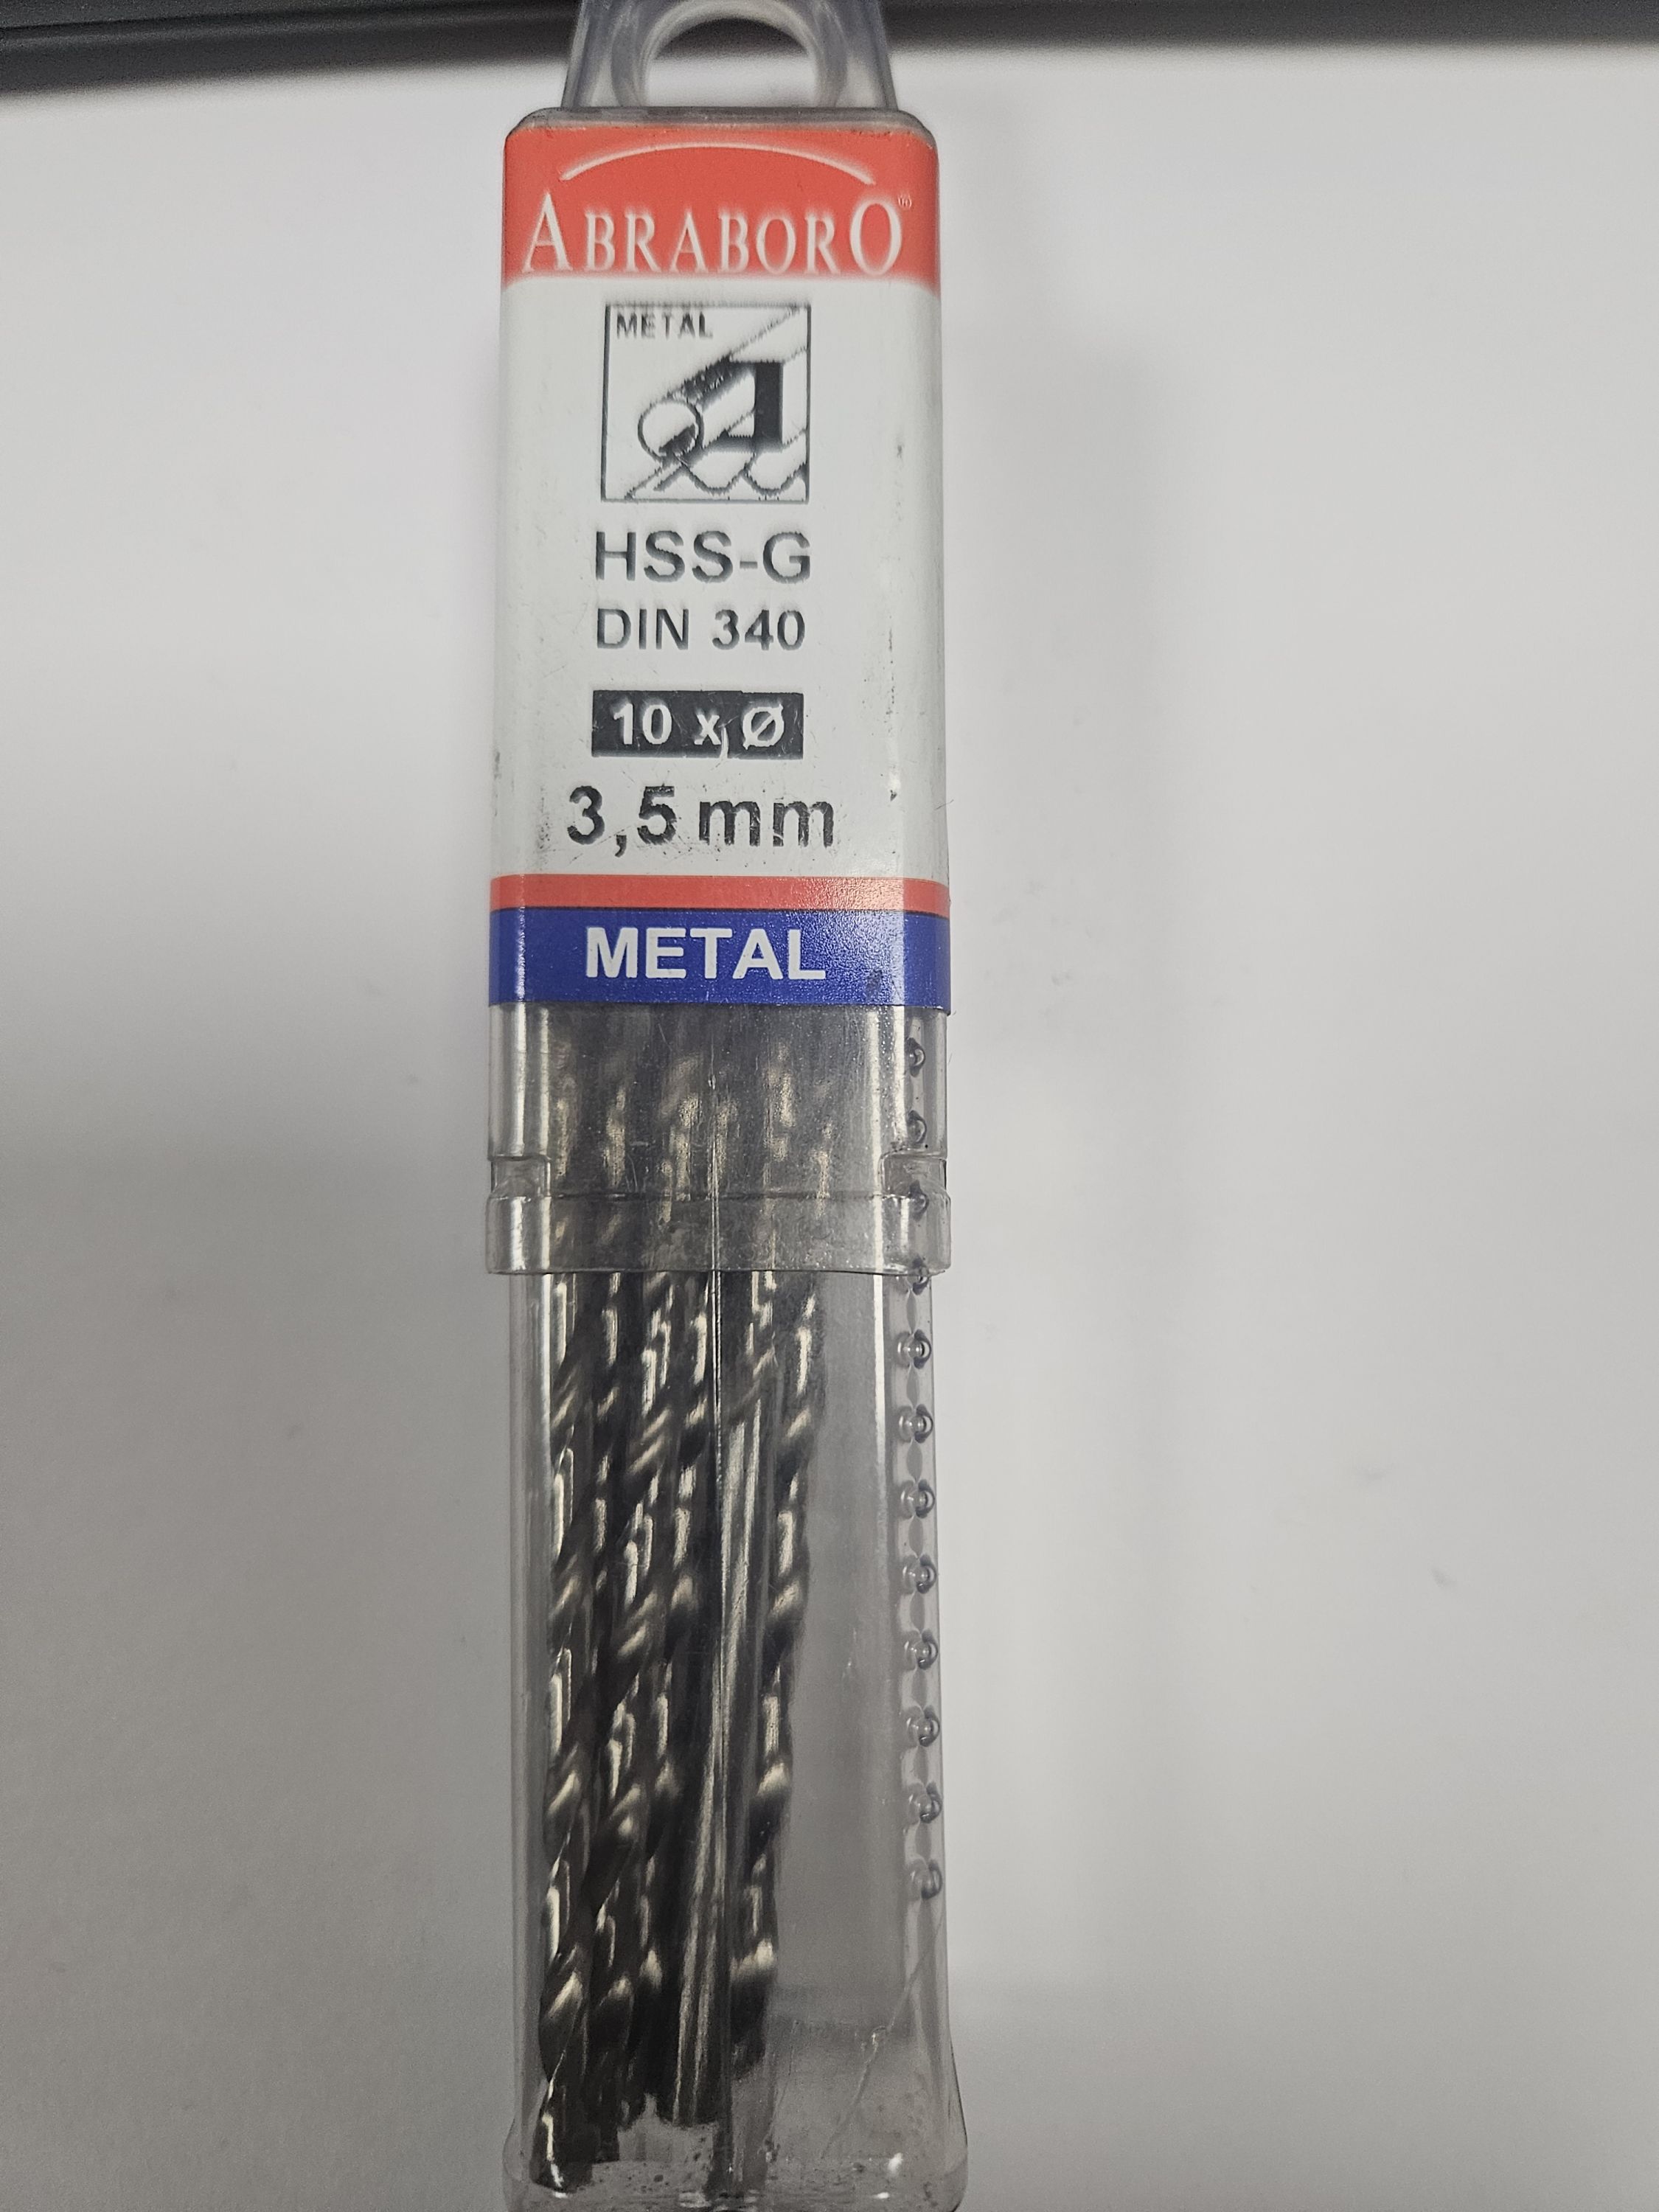 ABRABORO®
METAL
A
HSS-G
DIN 340
10 x Ø
3,5 mm
METAL